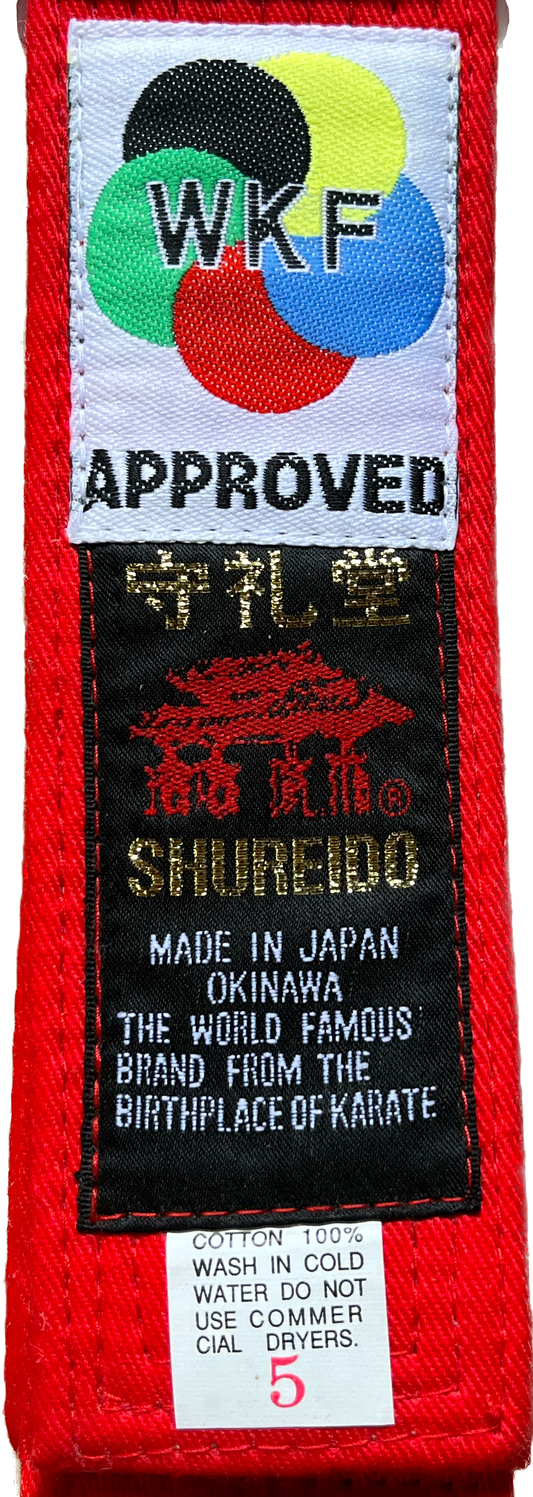 WKF
APPROVED
守礼堂
®
SHUREIDO
MADE IN JAPAN
OKINAWA
THE WORLD FAMOUS
BRAND FROM THE
BIRTHPLACE OF KARATE
COTTON 100%
WASH IN COLD
WATER DO NOT
USE COMMER
CIAL DRYERS.
5